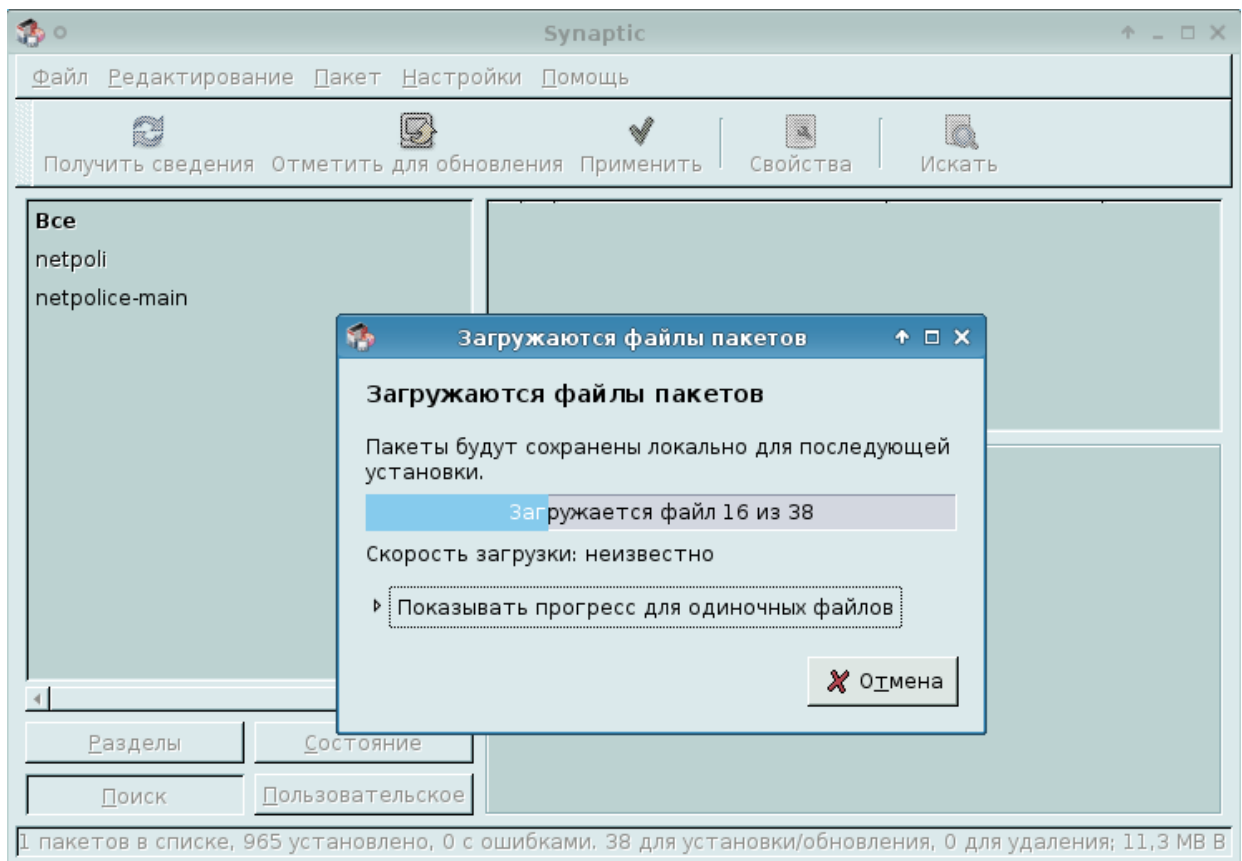 Synaptic
Файл Редактирование Пакет Настройки Помощь
Получить сведения Отметить для обновления Применить Свойства Искать
Все
netpoli
netpolice-main
Загружаются файлы пакетов
Загружаются файлы пакетов
Пакеты будут сохранены локально для последующей
установки.
Загружается файл 16 из 38
Скорость загрузки: неизвестно
Показывать прогресс для одиночных файлов
Отмена
Разделы Состояние
Поиск Пользовательское
1 пакетов в списке, 965 установлено, 0 с ошибками. 38 для установки/обновления, 0 для удаления; 11,3 MB B